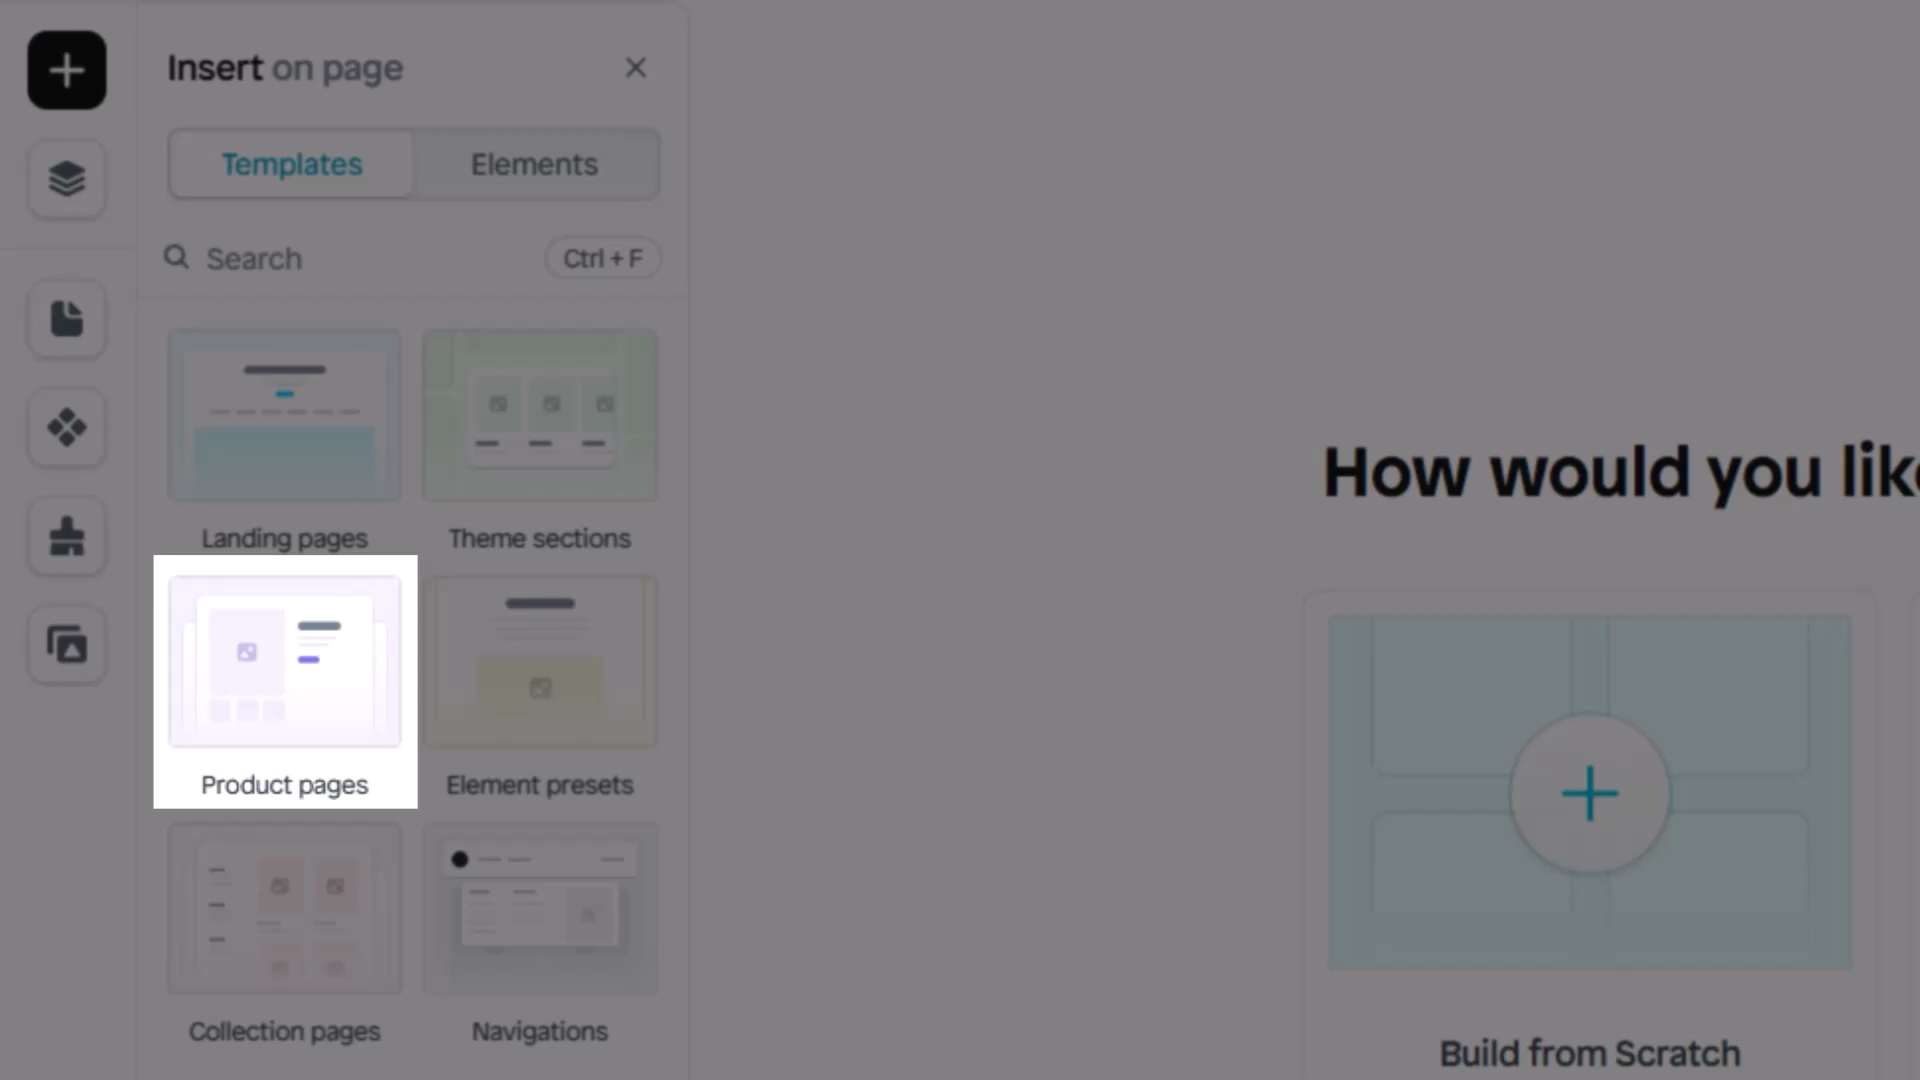 Insert on page
Templates Elements
Search Ctrl + F
Landing pages Theme sections
Product pages Element presets
Collection pages Navigations
How would you
Build from Scratch